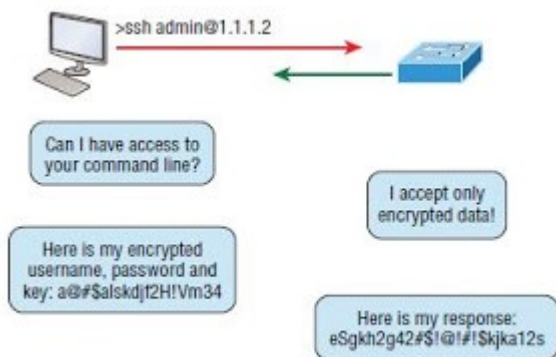 >ssh admin@1.1.1.2
Can I have access to
your command line?
I accept only
encrypted data!
Here is my encrypted
username, password and
key: a@#$alskdjf2H!Vm34
Here is my response:
eSgkh2g42#$!@!#!$kjka12s